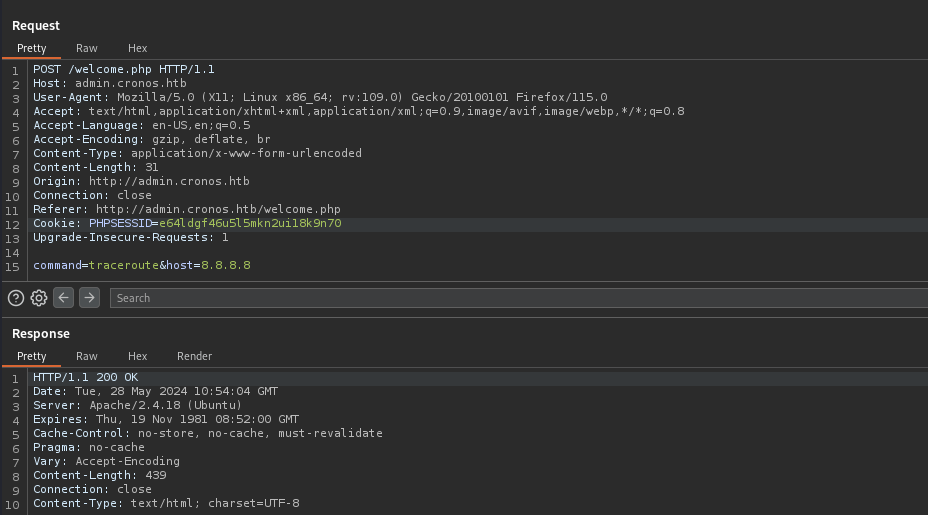 Request
Pretty Raw Hex
1 POST /welcome.php HTTP/1.1
2 Host: admin.cronos.htb
3 User-Agent: Mozilla/5.0 (X11; Linux x86_64; rv:109.0) Gecko/20100101 Firefox/115.0
4 Accept: text/html,application/xhtml+xml,application/xml;q=0.9,image/avif,image/webp,*/*;q=0.8
5 Accept-Language: en-US,en;q=0.5
6 Accept-Encoding: gzip, deflate, br
7 Content-Type: application/x-www-form-urlencoded
8 Content-Length: 31
9 Origin: http://admin.cronos.htb
10 Connection: close
11 Referer: http://admin.cronos.htb/welcome.php
12 Cookie: PHPSESSID=e64ldgf46u5l5mkn2ui18k9n70
13 Upgrade-Insecure-Requests: 1
14
15 command=traceroute&host=8.8.8.8
Search
Response
Pretty Raw Hex Render
1 HTTP/1.1 200 OK
2 Date: Tue, 28 May 2024 10:54:04 GMT
3 Server: Apache/2.4.18 (Ubuntu)
4 Expires: Thu, 19 Nov 1981 08:52:00 GMT
5 Cache-Control: no-store, no-cache, must-revalidate
6 Pragma: no-cache
7 Vary: Accept-Encoding
8 Content-Length: 439
9 Connection: close
10 Content-Type: text/html; charset=UTF-8